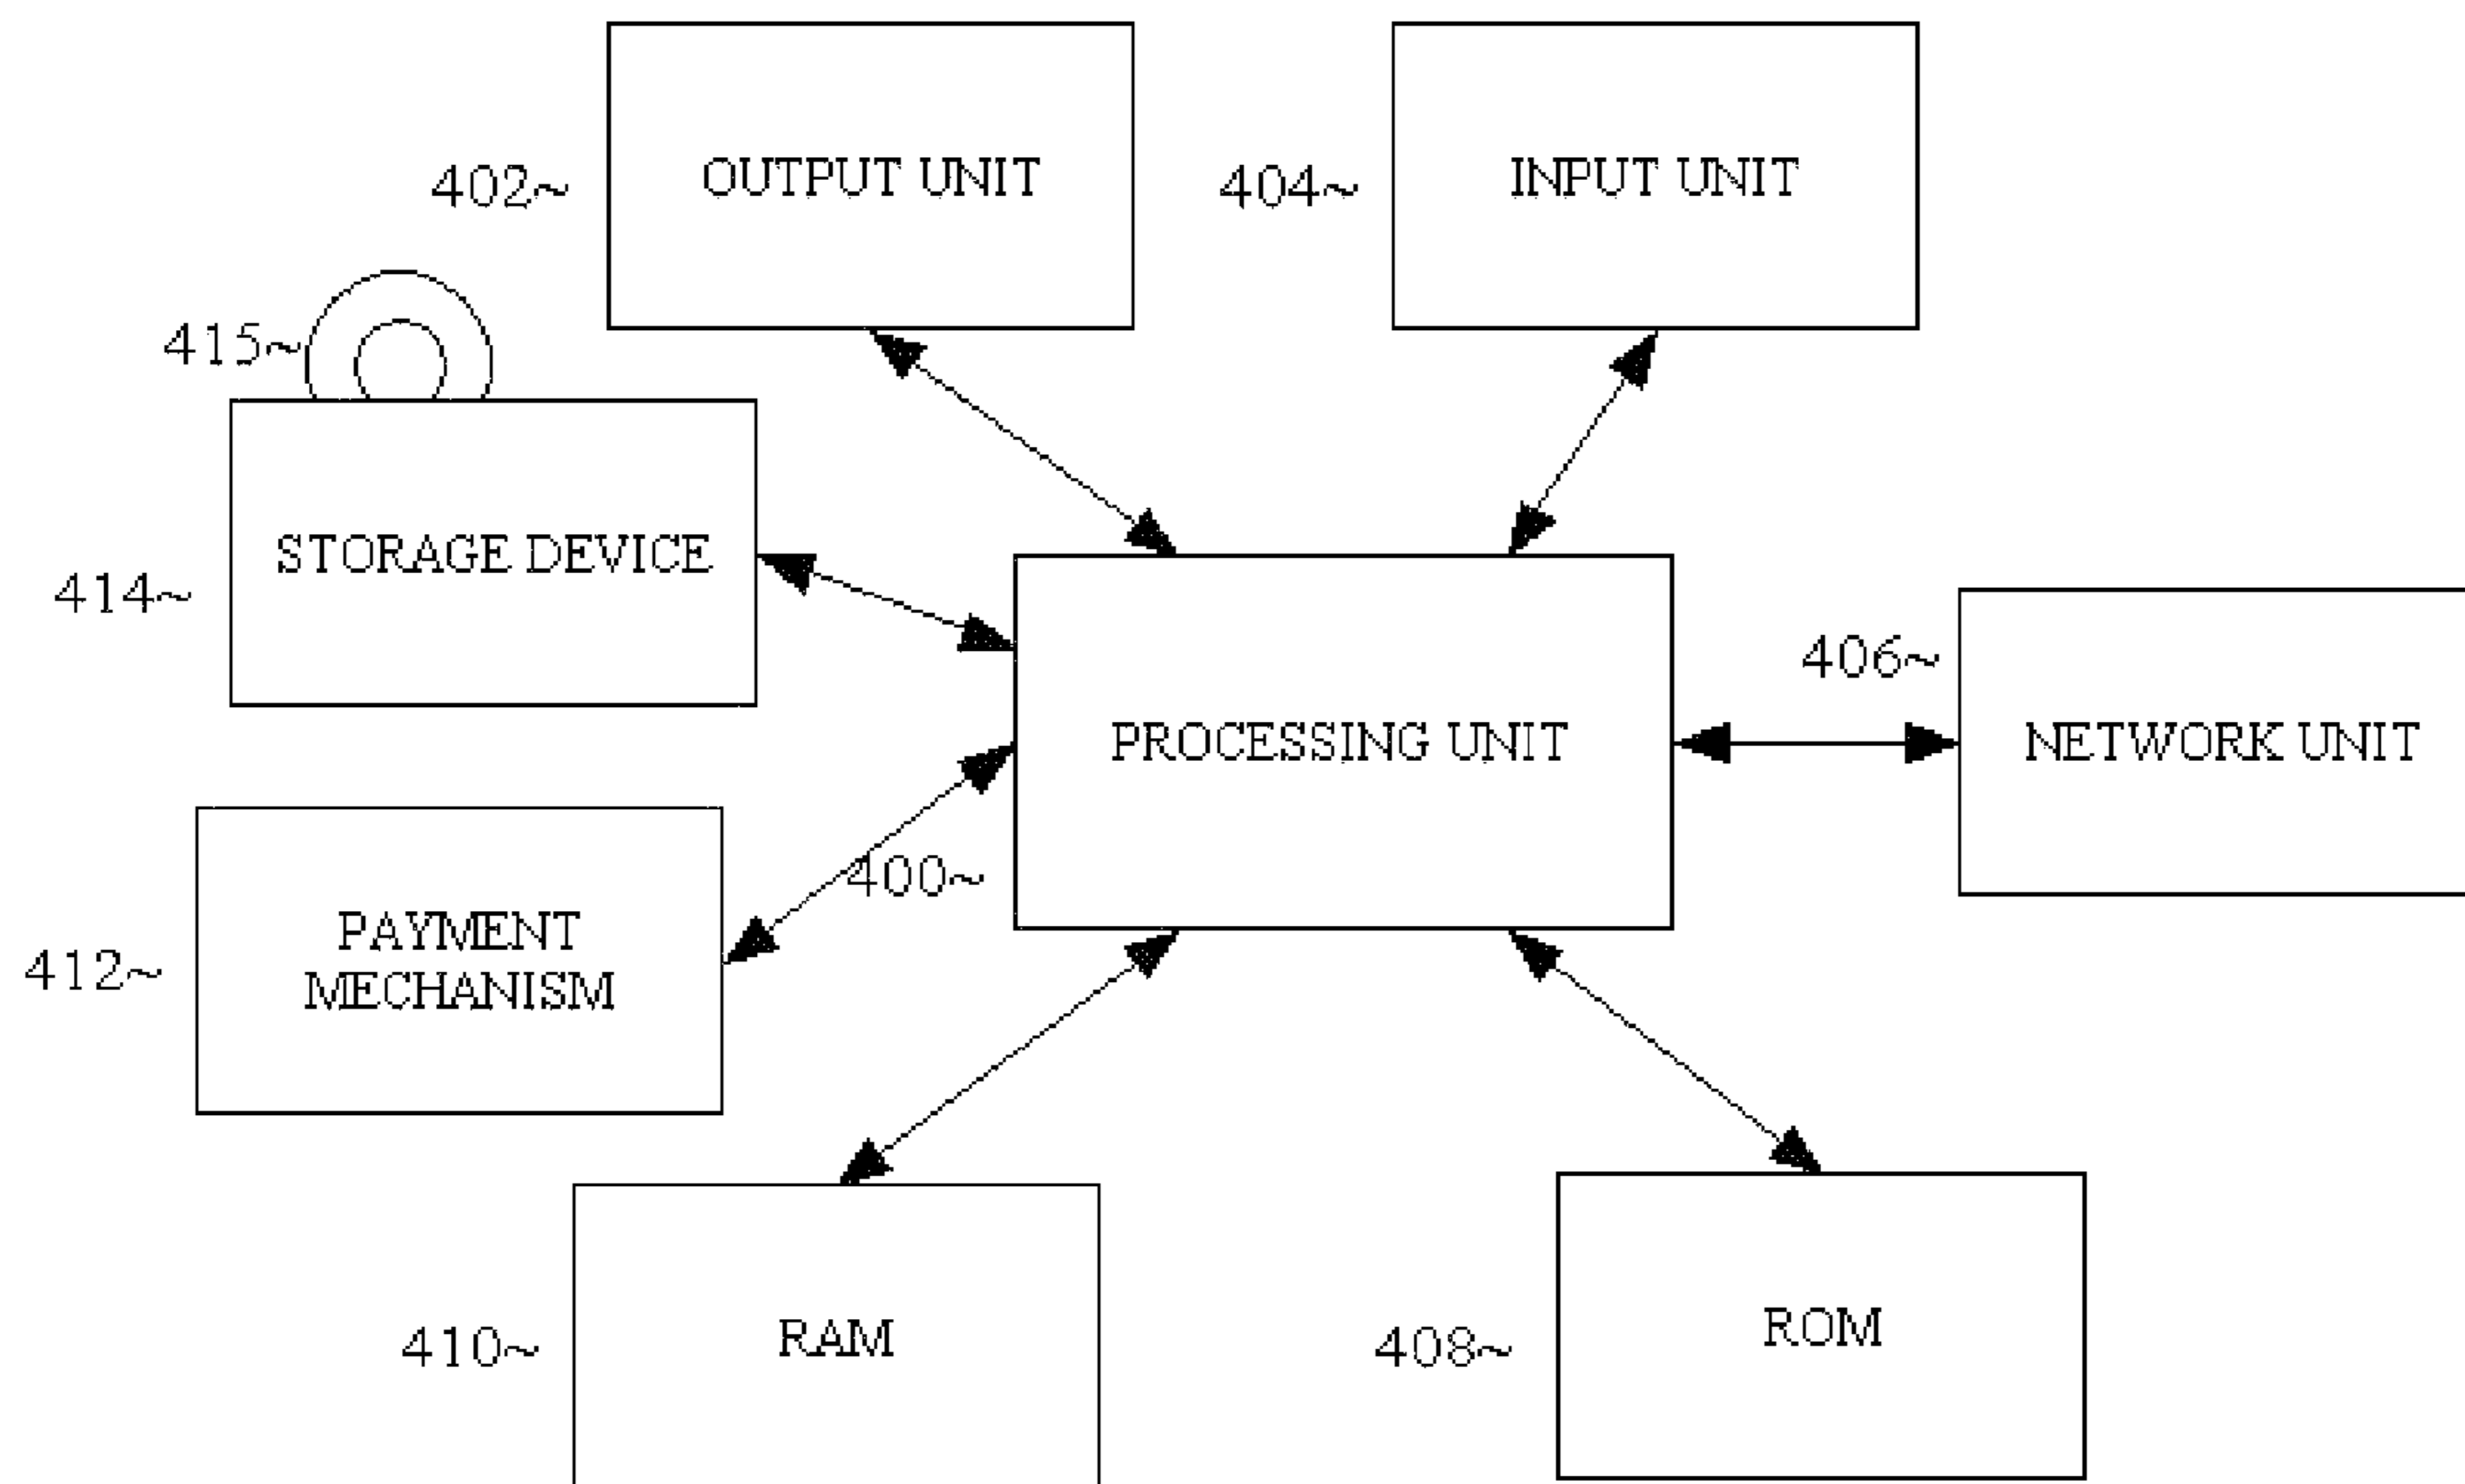 402~
OUTPUT UNIT
404~
INPUT UNIT
415~
STORAGE DEVICE
414~
406~
PROCESSING UNIT
NETWORK UNIT
400~
PAYMENT
MECHANISM
412~
410~
RAM
408~
ROM